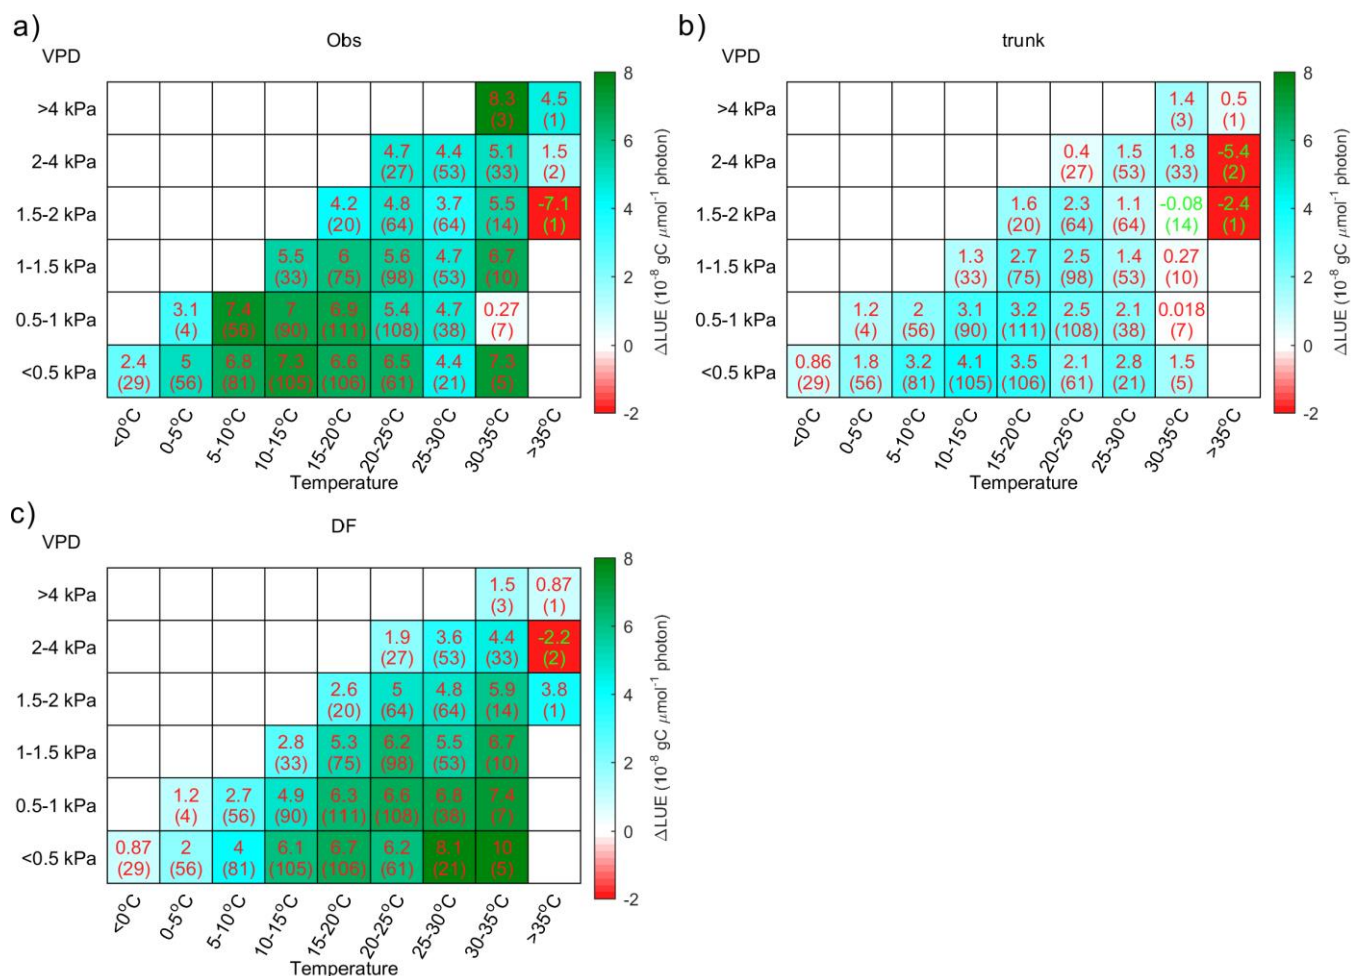 a)
Obs
VPD
>4 kPa
8.3 4.5
(3) (1)
2-4 kPa
4.7 4.4 5.1 1.5
(27) (53) (33) (2)
1.5-2 kPa
4.2 4.8 3.7 5.5 -7.1
(20) (64) (64) (14) (1)
1-1.5 kPa
5.5 6 5.6 4.7 6.7
(33) (75) (98) (53) (10)
0.5-1 kPa
3.1 7.4 7 6.9 5.4 4.7 0.27
(4) (56) (90) (111) (108) (38) (7)
<0.5 kPa
2.4 5 6.8 7.3 6.6 6.5 4.4 7.3
(29) (56) (81) (105) (106) (61) (21) (5)
<0°C 0-5°C 5-10°C 10-15°C 15-20°C 20-25°C 25-30°C 30-35°C >35°C
Temperature
8
6
4
2
0
-2
ΔLUE (10⁻⁸ gC μmol⁻¹ photon)
b)
trunk
VPD
>4 kPa
1.4 0.5
(3) (1)
2-4 kPa
0.4 1.5 1.8 -5.4
(27) (53) (33) (2)
1.5-2 kPa
1.6 2.3 1.1 -0.08 -2.4
(20) (64) (64) (14) (1)
1-1.5 kPa
1.3 2.7 2.5 1.4 0.27
(33) (75) (98) (53) (10)
0.5-1 kPa
1.2 2 3.1 3.2 2.5 2.1 0.018
(4) (56) (90) (111) (108) (38) (7)
<0.5 kPa
0.86 1.8 3.2 4.1 3.5 2.1 2.8 1.5
(29) (56) (81) (105) (106) (61) (21) (5)
<0°C 0-5°C 5-10°C 10-15°C 15-20°C 20-25°C 25-30°C 30-35°C >35°C
Temperature
8
6
4
2
0
-2
ΔLUE (10⁻⁸ gC μmol⁻¹ photon)
c)
DF
VPD
>4 kPa
1.5 0.87
(3) (1)
2-4 kPa
1.9 3.6 4.4 -2.2
(27) (53) (33) (2)
1.5-2 kPa
2.6 5 4.8 5.9 3.8
(20) (64) (64) (14) (1)
1-1.5 kPa
2.8 5.3 6.2 5.5 6.7
(33) (75) (98) (53) (10)
0.5-1 kPa
1.2 2.7 4.9 6.3 6.6 6.8 7.4
(4) (56) (90) (111) (108) (38) (7)
<0.5 kPa
0.87 2 4 6.1 6.7 6.2 8.1 10
(29) (56) (81) (105) (106) (61) (21) (5)
<0°C 0-5°C 5-10°C 10-15°C 15-20°C 20-25°C 25-30°C 30-35°C >35°C
Temperature
8
6
4
2
0
-2
ΔLUE (10⁻⁸ gC μmol⁻¹ photon)